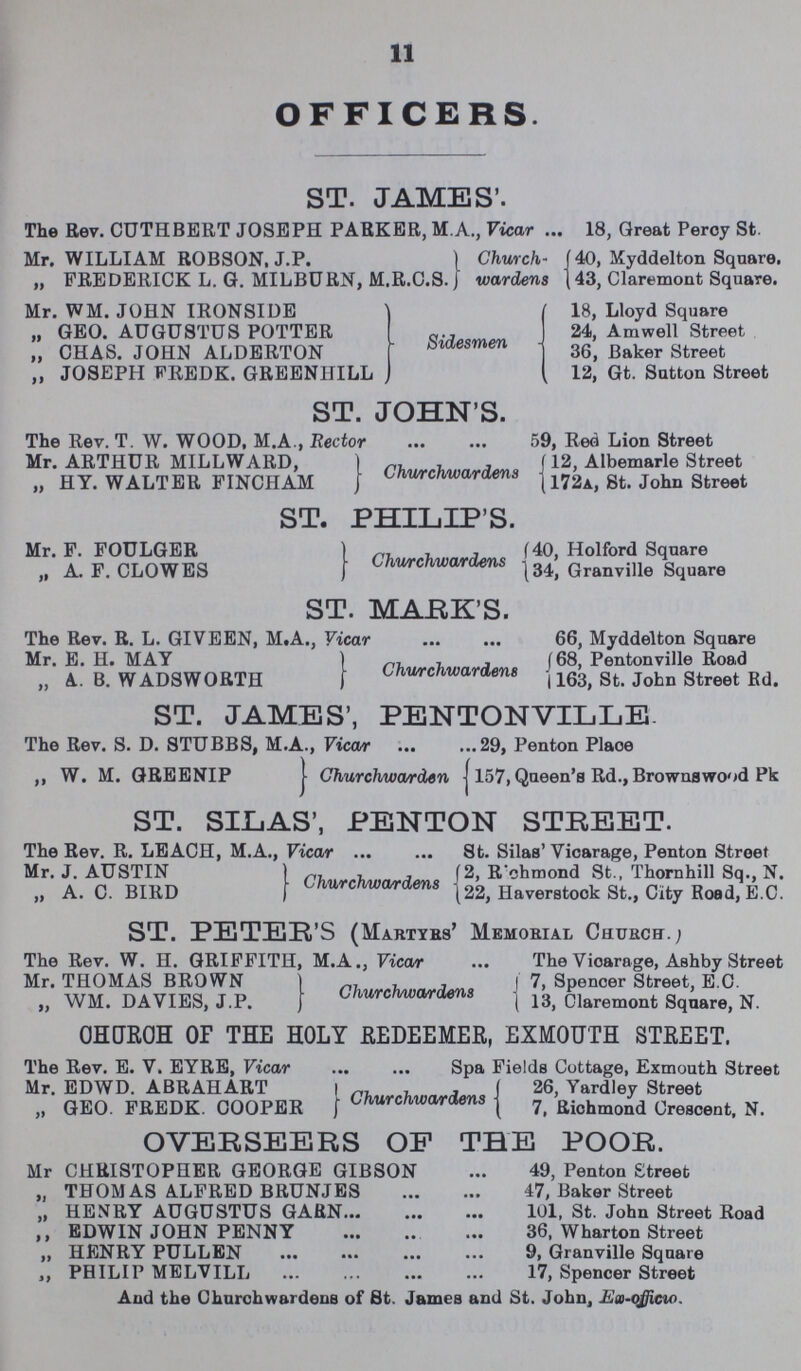 11
OFFICERS.
ST. JAMES'.
The Rev. CUTHBERT JOSEPH PARKER, M.A., Vicar ... 18, Great Percy St.
Mr. WILLIAM ROBSON, J.P. } Church- { 40, Myddelton Square.
„ FREDERICK L. G. MILBURN, M.R.C.S. } wardens { 43, Claremont Square.
Mr. WM. JOHN IRONSIDE } Sidesmen { 18, Lloyd Square
„ GEO. AUGUSTUS POTTER 24, Amwell Street
„ CHAS. JOHN ALDERTON 36, Baker Street
„ JOSEPH FREDK. GREENHILL 12, Gt. Sutton Street
ST. JOHN'S.
The Rev. T. W. WOOD, M.A., Rector ... ... 59, Red Lion Street
Mr. ARTHUR MILLWARD, } Churchwardens { 12, Albemarle Street
„ HY. WALTER FINCHAM 172A, St. John Street
ST. PHILIP'S.
Mr. F. FOULGER } Churchwardens { 40, Holford Square
„ A. F. CLOWES 34, Granville Square
ST. MARK'S.
The Rev. R. L. GIVEEN, M.A., Vicar ... ... 66, Myddelton Square
Mr. E. H. MAY } Churchwardens { 68, Pentonville Road
„ A. B. WADSWORTH 163, St. John Street Rd.
ST. JAMES', PENTONVILLE.
The Rev. S. D. STUBBS, M.A., Vicar ... ... 29, Penton Place
„ W. M. GREENIP } Churchwarden { 157, Queen's Rd., Brownswood Pk
ST. SILAS', PENTON STREET.
The Rev. R. LEACH, M.A., Vicar ... ... St. Silas' Vicarage, Penton Street
Mr. J. AUSTIN } Churchwardens { 2, Richmond St., Thornhill Sq., N.
„ A. C. BIRD 22, Haverstock St., City Road, E.C.
ST. PETER'S (MARTYRS' MEMORIAL CHURCH.)
The Rev. W. H. GRIFFITH, M.A., Vicar ... The Vicarage, Ashby Street
Mr. THOMAS BROWN } Churchwardens { 7, Spencer Street, E.C.
„ WM. DAVIES, J.P. 13, Claremont Square, N.
CHURCH OF THE HOLY REDEEMER, EXMOUTH STREET.
The Rev. E. V. EYRE, Vicar ... ... Spa Fields Cottage, Exmouth Street
Mr. EDWD. ABRAHART } Churchwardens { 26, Yardley Street
„ GEO. FREDK. COOPER 7, Richmond Crescent, N.
OVERSEERS OF THE POOR.
Mr CHRISTOPHER GEORGE GIBSON ... 49, Penton Street
„ THOMAS ALFRED BRUNJES ... ... 47, Baker Street
„ HENRY AUGUSTUS GARN... ... ... 101, St. John Street Road
„ EDWIN JOHN PENNY ... .. ... 36, Wharton Street
„ HENRY PULLEN ... ... ... ... 9, Granville Square
„ PHILIP MELVILL ... ... ... ... 17, Spencer Street
And the Churchwardens of St. James and St. John, Ex-officio.